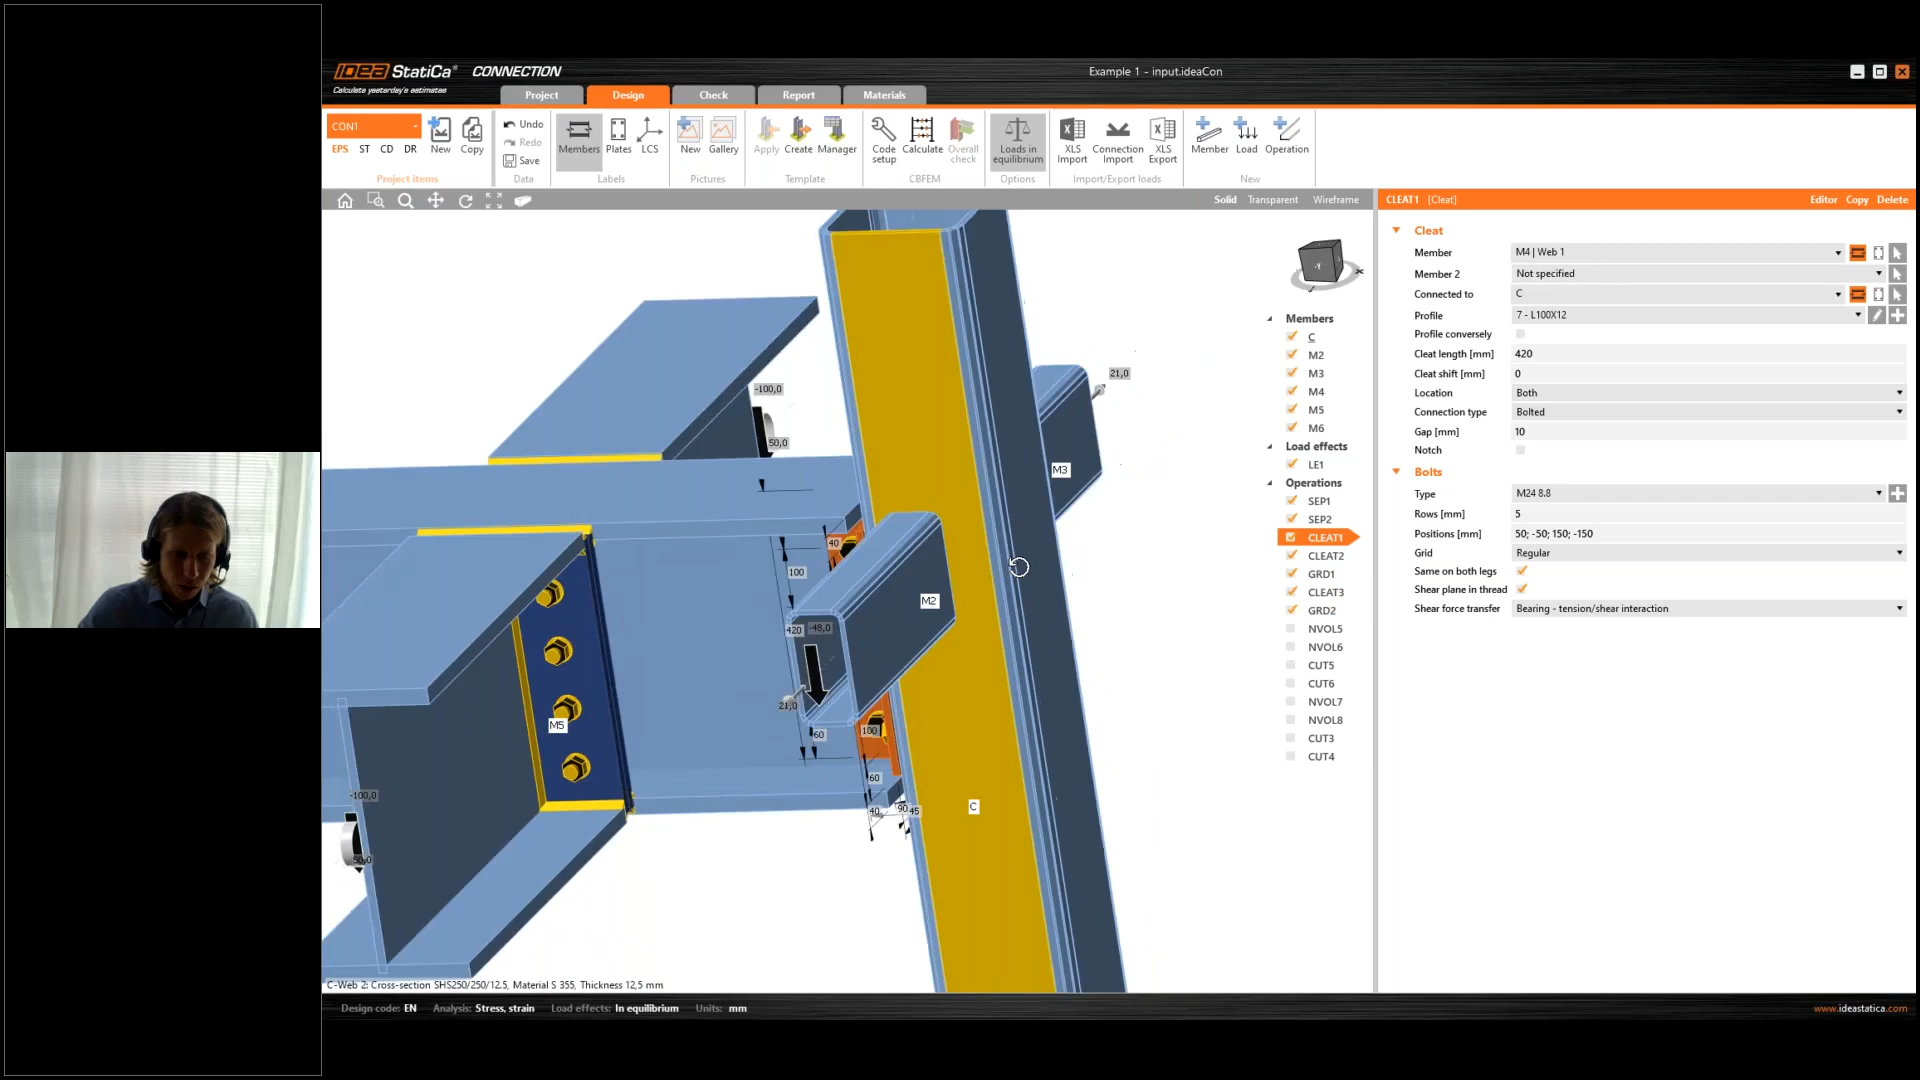 IDEA StatiCa® CONNECTION
Calculate yesterday's estimates
Example 1 - input.ideaCon
Project Design Check Report Materials
CON1
EPS ST CD DR
New Copy
Project items
Undo
Redo
Save
Data
Members Plates LCS
Labels
New Gallery
Pictures
Apply Create Manager
Template
Code setup Calculate Overall check
CBFEM
Loads in equilibrium
Options
XLS Import Connection Import XLS Export
Import/Export loads
Member Load Operation
New
Solid Transparent Wireframe
-100,0
50,0
21,0
M3
40
100
M2
420 -48,0
21,0
60
100
60
40 90 45
M5
-100,0
50,0
C
-Y
X
Members
C
M2
M3
M4
M5
M6
Load effects
LE1
Operations
SEP1
SEP2
CLEAT1
CLEAT2
GRD1
CLEAT3
GRD2
NVOL5
NVOL6
CUT5
CUT6
NVOL7
NVOL8
CUT3
CUT4
CLEAT1 [Cleat] Editor Copy Delete
Cleat
Member M4 | Web 1
Member 2 Not specified
Connected to C
Profile 7 - L100X12
Profile conversely
Cleat length [mm] 420
Cleat shift [mm] 0
Location Both
Connection type Bolted
Gap [mm] 10
Notch
Bolts
Type M24 8.8
Rows [mm] 5
Positions [mm] 50; -50; 150; -150
Grid Regular
Same on both legs
Shear plane in thread
Shear force transfer Bearing - tension/shear interaction
C-Web 2: Cross-section SHS250/250/12.5, Material S 355, Thickness 12,5 mm
Design code: EN Analysis: Stress, strain Load effects: In equilibrium Units: mm
www.ideastatica.com